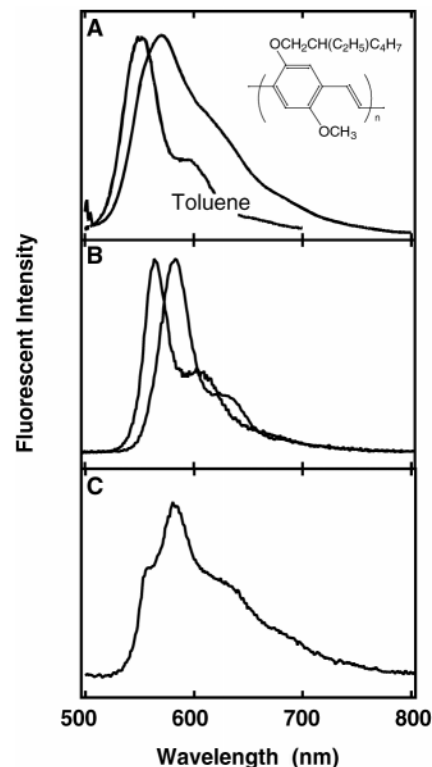 A
OCH₂CH(C₂H₅)C₄H₇
n
OCH₃
Toluene
B
C
Fluorescent Intensity
500 600 700 800
Wavelength (nm)